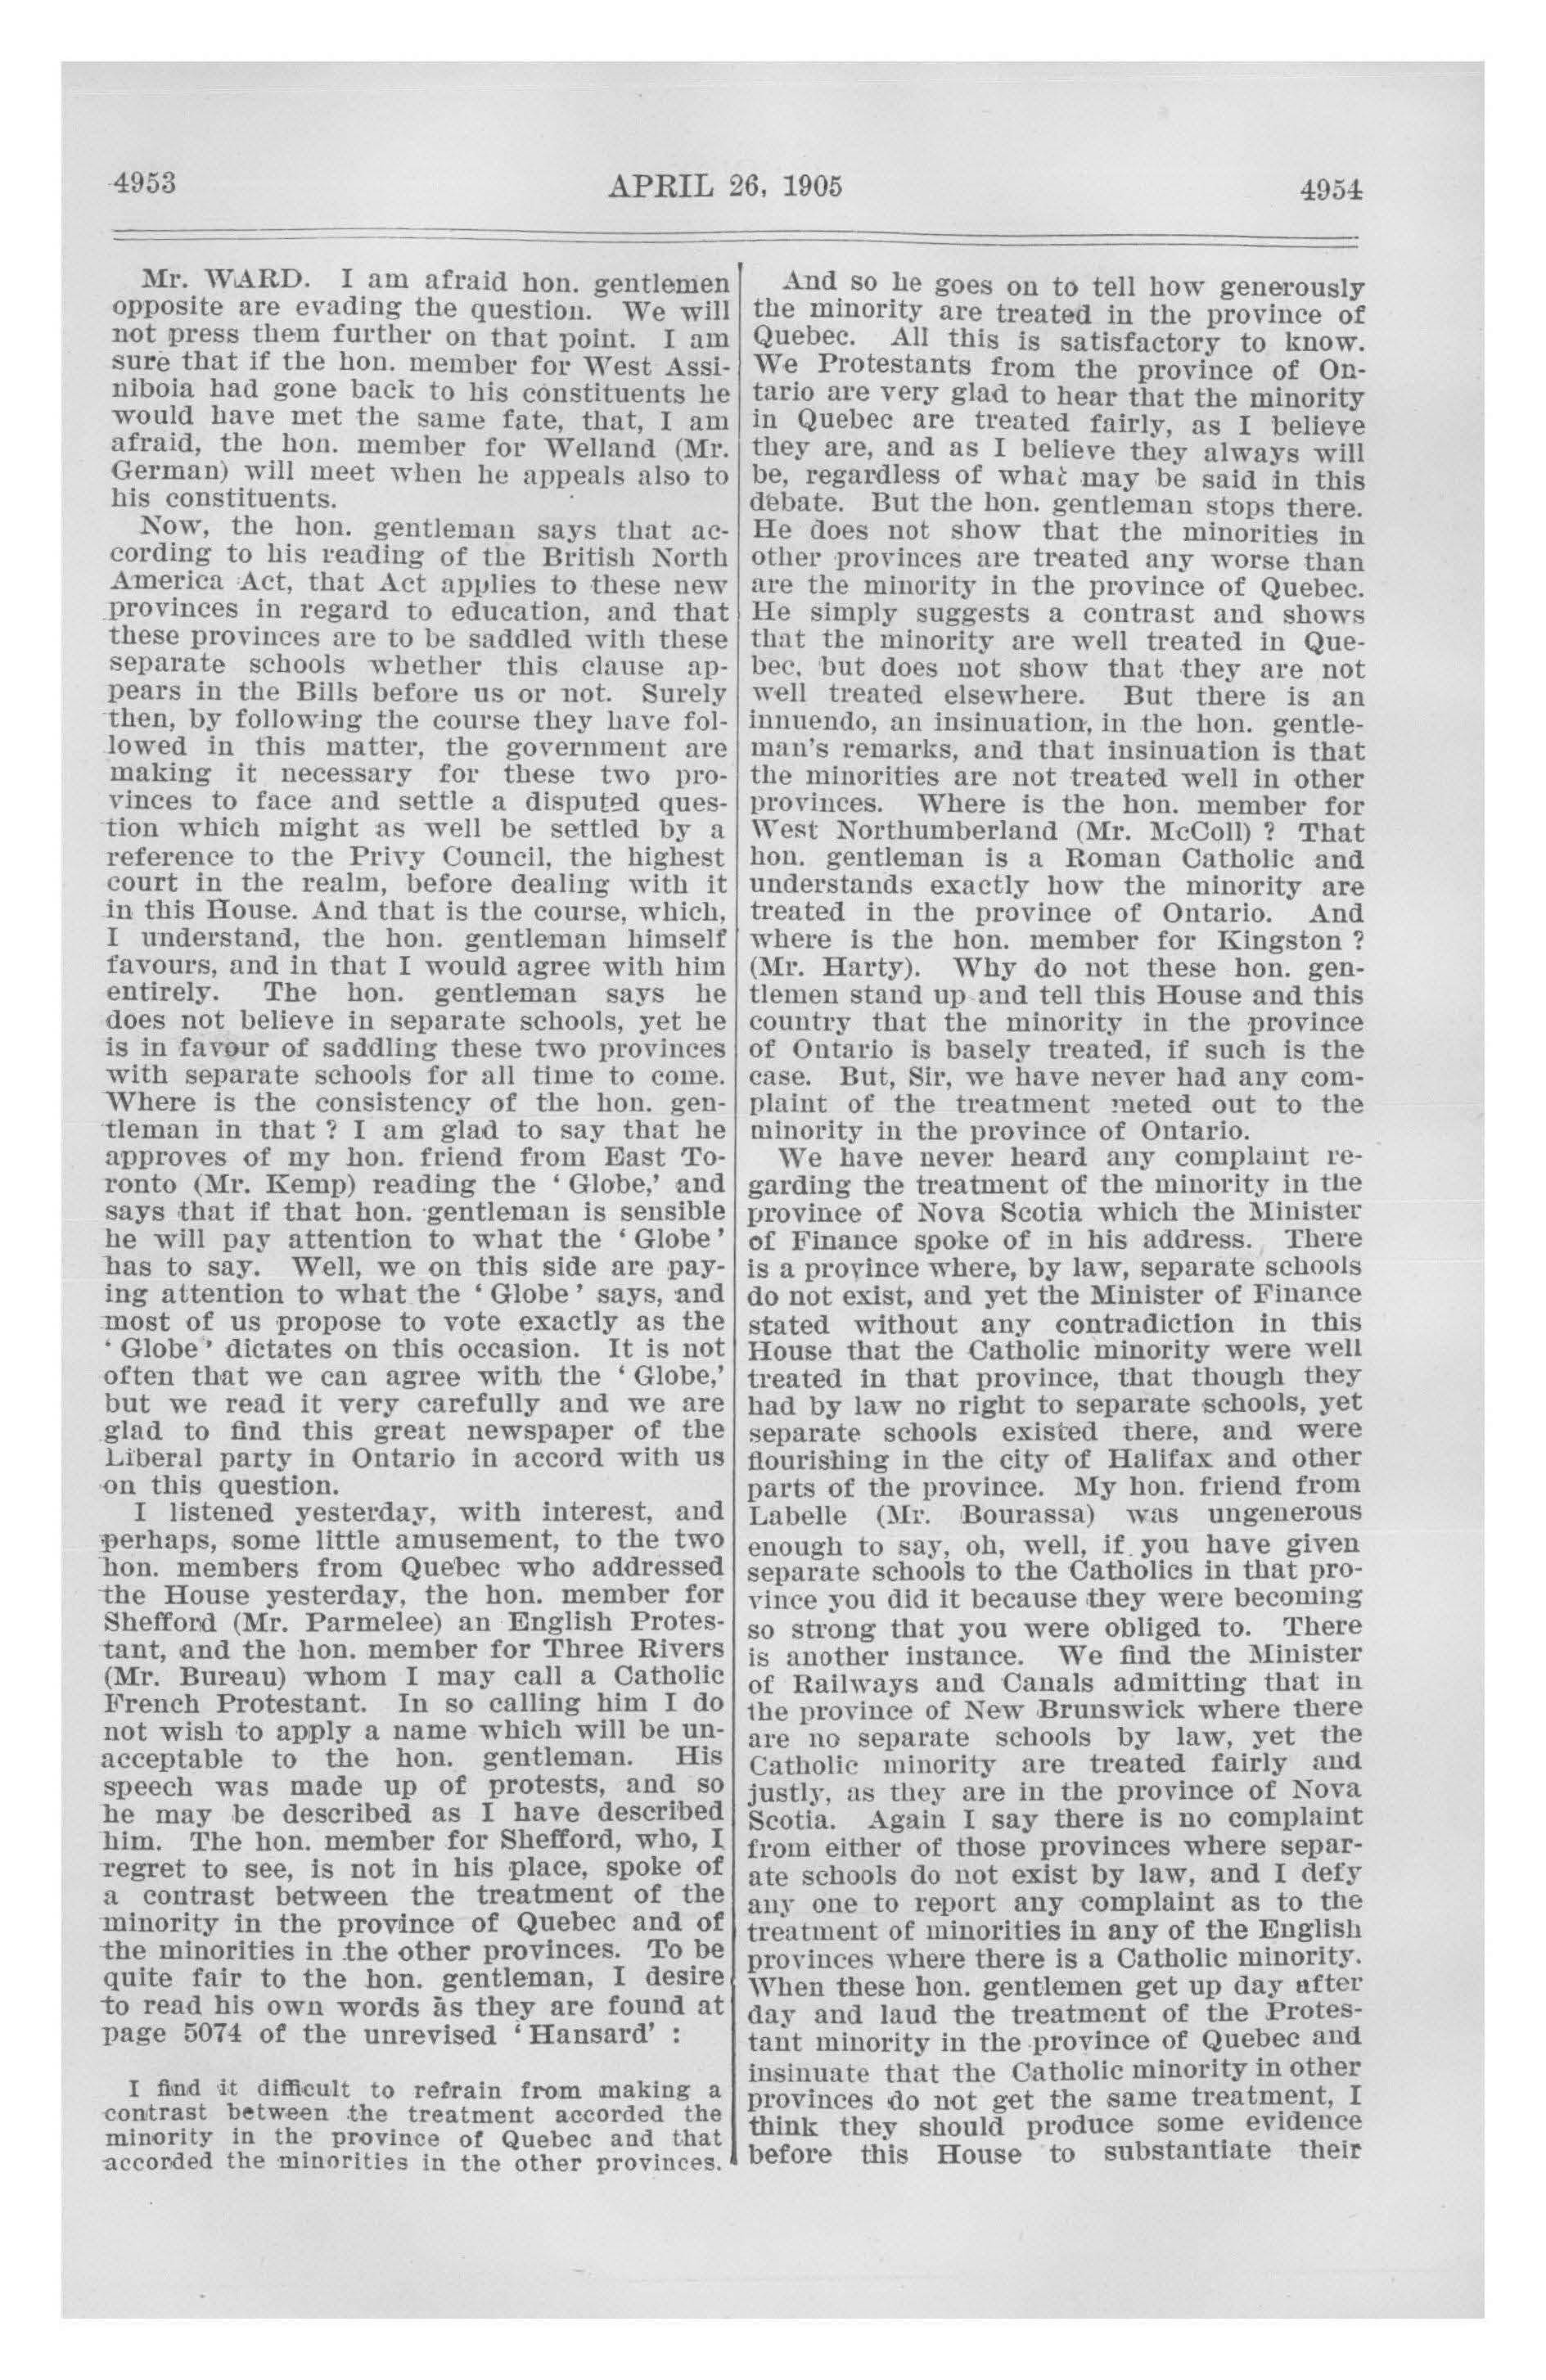 4953
APRIL 26, 1905
4954
Mr. WARD. I am afraid hon. gentlemen
opposite are evading the question. We will
not press them further on that point. I am
sure that if the hon. member for West Assi-
niboia had gone back to his constituents he
would have met the same fate, that, I am
afraid, the hon. member for Welland (Mr.
German) will meet when he appeals also to
his constituents.
Now, the hon. gentleman says that ac-
cording to his reading of the British North
America Act, that Act applies to these new
provinces in regard to education, and that
these provinces are to be saddled with these
separate schools whether this clause ap-
pears in the Bills before us or not. Surely
then, by following the course they have fol-
lowed in this matter, the government are
making it necessary for these two pro-
vinces to face and settle a disputed ques-
tion which might as well be settled by a
reference to the Privy Council, the highest
court in the realm, before dealing with it
in this House. And that is the course, which,
I understand, the hon. gentleman himself
favours, and in that I would agree with him
entirely. The hon. gentleman says he
does not believe in separate schools, yet he
is in favour of saddling these two provinces
with separate schools for all time to come.
Where is the consistency of the hon. gen-
tleman in that ? I am glad to say that he
approves of my hon. friend from East To-
ronto (Mr. Kemp) reading the ' Globe,' and
says that if that hon. gentleman is sensible
he will pay attention to what the ' Globe '
has to say. Well, we on this side are pay-
ing attention to what the ' Globe ' says, and
most of us propose to vote exactly as the
' Globe ' dictates on this occasion. It is not
often that we can agree with the ' Globe,'
but we read it very carefully and we are
glad to find this great newspaper of the
Liberal party in Ontario in accord with us
on this question.
I listened yesterday, with interest, and
perhaps, some little amusement, to the two
hon. members from Quebec who addressed
the House yesterday, the hon. member for
Shefford (Mr. Parmelee) an English Protes-
tant, and the hon. member for Three Rivers
(Mr. Bureau) whom I may call a Catholic
French Protestant. In so calling him I do
not wish to apply a name which will be un-
acceptable to the hon. gentleman. His
speech was made up of protests, and so
he may be described as I have described
him. The hon. member for Shefford, who, I
regret to see, is not in his place, spoke of
a contrast between the treatment of the
minority in the province of Quebec and of
the minorities in the other provinces. To be
quite fair to the hon. gentleman, I desire
to read his own words as they are found at
page 5074 of the unrevised ' Hansard' :
I find it difficult to refrain from making a
contrast between the treatment accorded the
minority in the province of Quebec and that
accorded the minorities in the other provinces.
And so he goes on to tell how generously
the minority are treated in the province of
Quebec. All this is satisfactory to know.
We Protestants from the province of On-
tario are very glad to hear that the minority
in Quebec are treated fairly, as I believe
they are, and as I believe they always will
be, regardless of what may be said in this
debate. But the hon. gentleman stops there.
He does not show that the minorities in
other provinces are treated any worse than
are the minority in the province of Quebec.
He simply suggests a contrast and shows
that the minority are well treated in Que-
bec, but does not show that they are not
well treated elsewhere. But there is an
innuendo, an insinuation, in the hon. gentle-
man's remarks, and that insinuation is that
the minorities are not treated well in other
provinces. Where is the hon. member for
West Northumberland (Mr. McColl) ? That
hon. gentleman is a Roman Catholic and
understands exactly how the minority are
treated in the province of Ontario. And
where is the hon. member for Kingston ?
(Mr. Harty). Why do not these hon. gen-
tlemen stand up and tell this House and this
country that the minority in the province
of Ontario is basely treated, if such is the
case. But, Sir, we have never had any com-
plaint of the treatment meted out to the
minority in the province of Ontario.
We have never heard any complaint re-
garding the treatment of the minority in the
province of Nova Scotia which the Minister
of Finance spoke of in his address. There
is a province where, by law, separate schools
do not exist, and yet the Minister of Finance
stated without any contradiction in this
House that the Catholic minority were well
treated in that province, that though they
had by law no right to separate schools, yet
separate schools existed there, and were
flourishing in the city of Halifax and other
parts of the province. My hon. friend from
Labelle (Mr. Bourassa) was ungenerous
enough to say, oh, well, if you have given
separate schools to the Catholics in that pro-
vince you did it because they were becoming
so strong that you were obliged to. There
is another instance. We find the Minister
of Railways and Canals admitting that in
the province of New Brunswick where there
are no separate schools by law, yet the
Catholic minority are treated fairly and
justly, as they are in the province of Nova
Scotia. Again I say there is no complaint
from either of those provinces where separ-
ate schools do not exist by law, and I defy
any one to report any complaint as to the
treatment of minorities in any of the English
provinces where there is a Catholic minority.
When these hon. gentlemen get up day after
day and laud the treatment of the Protes-
tant minority in the province of Quebec and
insinuate that the Catholic minority in other
provinces do not get the same treatment, I
think they should produce some evidence
before this House to substantiate their